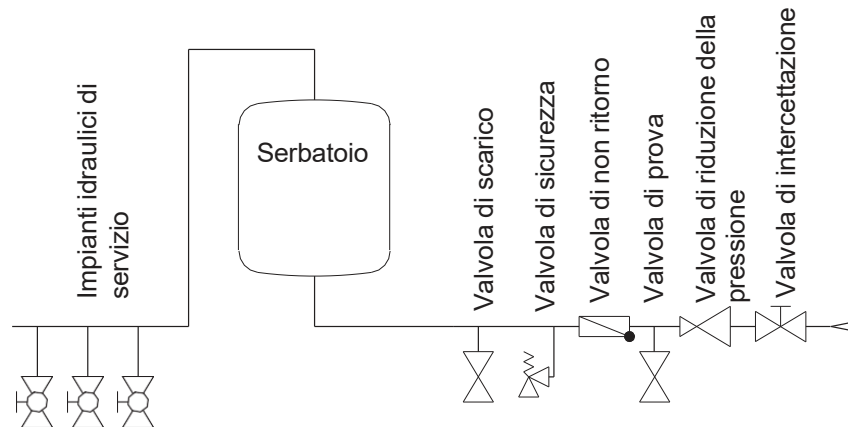 Impianti idraulici di
servizio
Serbatoio
Valvola di scarico
Valvola di sicurezza
Valvola di non ritorno
Valvola di prova
Valvola di riduzione della
pressione
Valvola di intercettazione